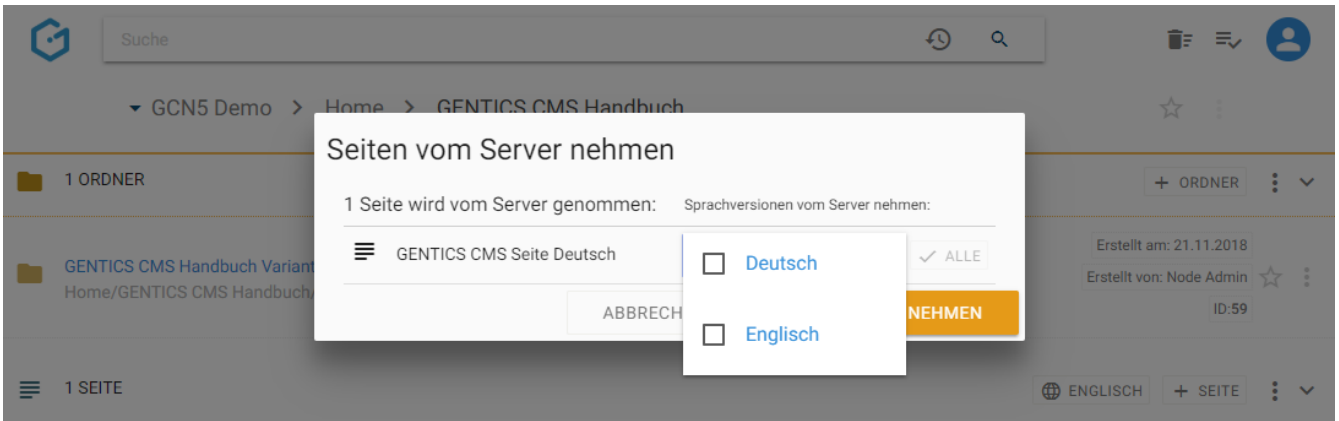 Suche
GCN5 Demo > Home > GENTICS CMS Handbuch
Seiten vom Server nehmen
1 ORDNER
+ ORDNER
1 Seite wird vom Server genommen: Sprachversionen vom Server nehmen:
GENTICS CMS Seite Deutsch
Deutsch
ALLE
GENTICS CMS Handbuch Variant
Home/GENTICS CMS Handbuch/
Erstellt am: 21.11.2018
Erstellt von: Node Admin
ID:59
ABBRECH
NEHMEN
Englisch
1 SEITE
ENGLISCH
+ SEITE